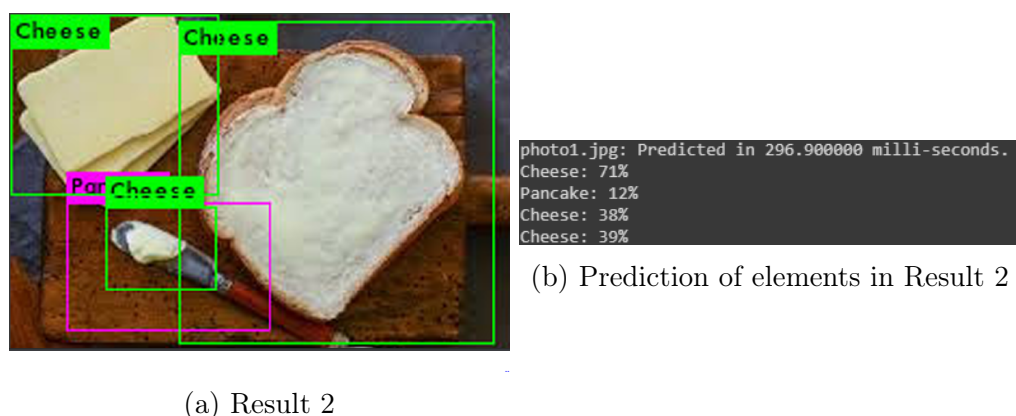 Cheese
Cheese
Cheese
photo1.jpg: Predicted in 296.900000 milli-seconds.
Cheese: 71%
Pancake: 12%
Cheese: 38%
Cheese: 39%
(b) Prediction of elements in Result 2
(a) Result 2